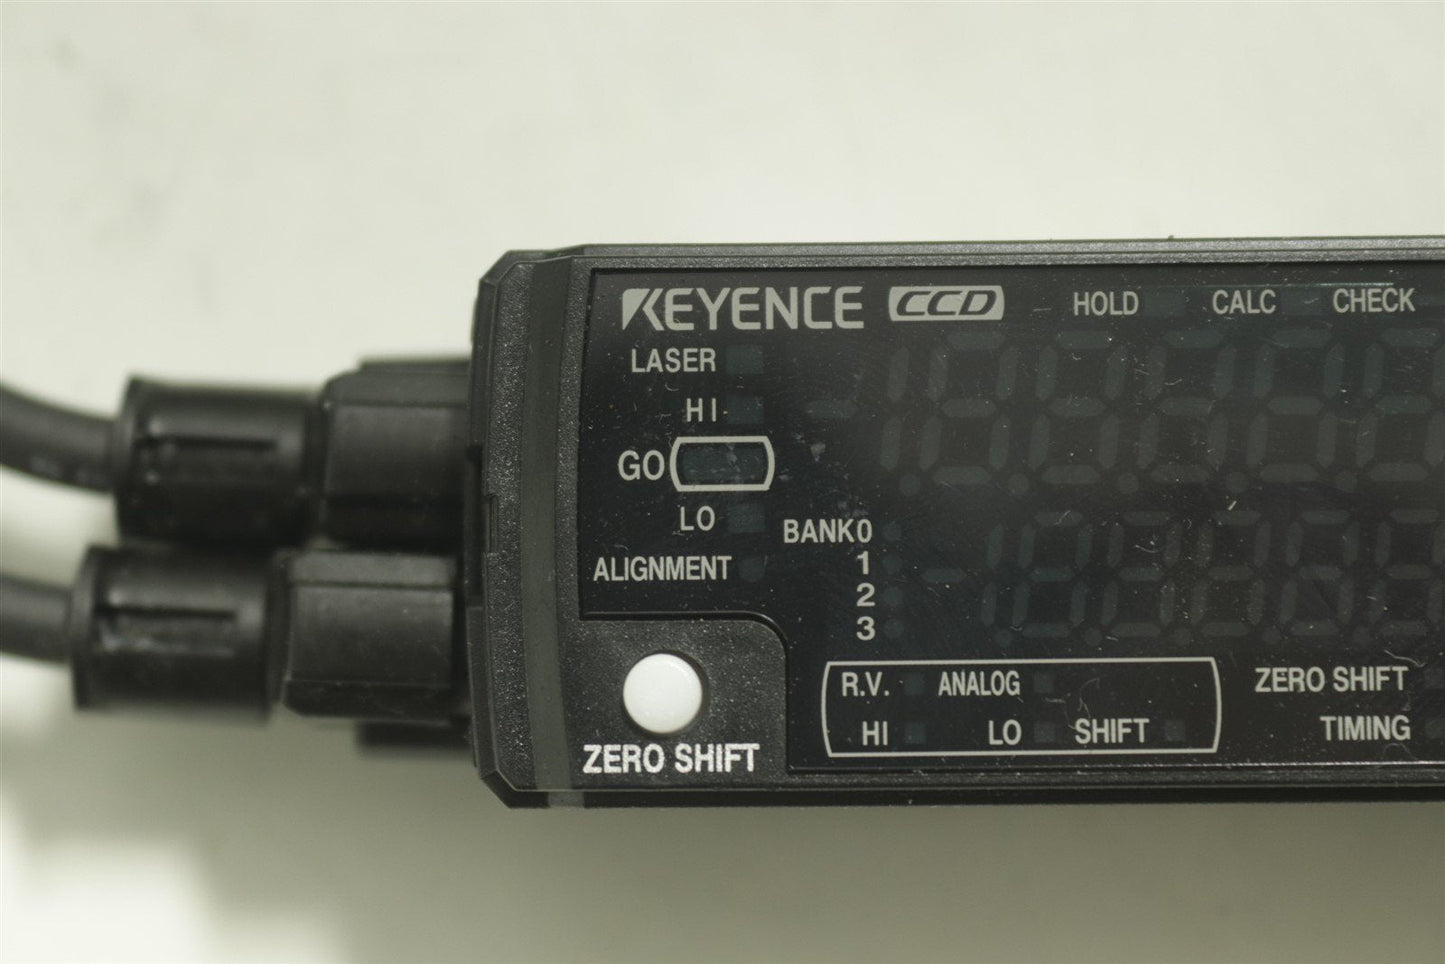 KEYENCE CCD HOLD CALC CHECK
LASER
HI
GO
LO
ALIGNMENT
BANK0
1
2
3
R.V. ANALOG
HI LO SHIFT
ZERO SHIFT
TIMING
ZERO SHIFT